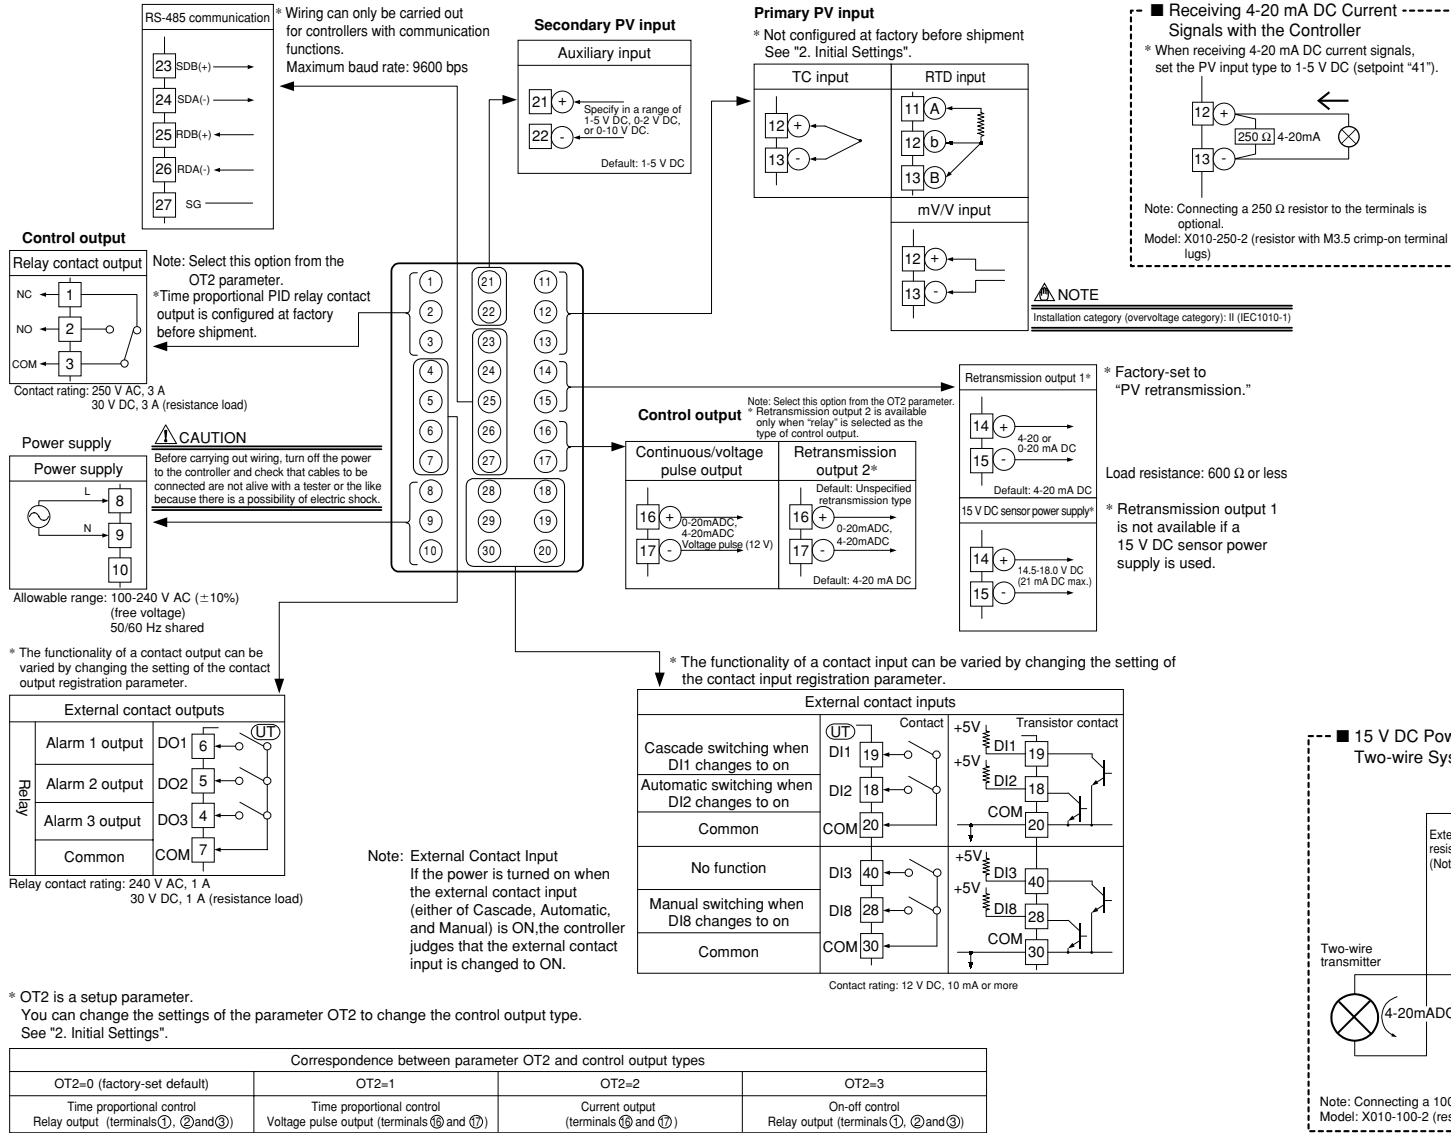 RS-485 communication
23 SDB(+)
24 SDA(-)
25 RDB(+)
26 RDA(-)
27 SG
* Wiring can only be carried out
for controllers with communication
functions.
Maximum baud rate: 9600 bps
Secondary PV input
Auxiliary input
21 +
22 -
Specify in a range of
1-5 V DC, 0-2 V DC,
or 0-10 V DC.
Default: 1-5 V DC
Primary PV input
* Not configured at factory before shipment
See "2. Initial Settings".
TC input
12 +
13 -
RTD input
11 A
12 b
13 B
mV/V input
12 +
13 -
■ Receiving 4-20 mA DC Current
Signals with the Controller
* When receiving 4-20 mA DC current signals,
set the PV input type to 1-5 V DC (setpoint “41”).
12 +
250 Ω 4-20mA
13 -
Note: Connecting a 250 Ω resistor to the terminals is
optional.
Model: X010-250-2 (resistor with M3.5 crimp-on terminal
lugs)
NOTE
Installation category (overvoltage category): II (IEC1010-1)
Control output
Relay contact output
NC 1
NO 2
COM 3
Contact rating: 250 V AC, 3 A
30 V DC, 3 A (resistance load)
Note: Select this option from the
OT2 parameter.
*Time proportional PID relay contact
output is configured at factory
before shipment.
1 21 11
2 22 12
3 23 13
4 24 14
5 25 15
6 26 16
7 27 17
8 28 18
9 29 19
10 30 20
Power supply
Power supply
L 8
N 9
10
Allowable range: 100-240 V AC (±10%)
(free voltage)
50/60 Hz shared
CAUTION
Before carrying out wiring, turn off the power
to the controller and check that cables to be
connected are not alive with a tester or the like
because there is a possibility of electric shock.
Control output
Note: Select this option from the OT2 parameter.
* Retransmission output 2 is available
only when “relay” is selected as the
type of control output.
Continuous/voltage
pulse output
16 +
17 -
0-20mADC,
4-20mADC
Voltage pulse (12 V)
Retransmission
output 2*
Default: Unspecified
retransmission type
16 +
17 -
0-20mADC,
4-20mADC
Default: 4-20 mA DC
Retransmission output 1*
14 +
15 -
4-20 or
0-20 mA DC
Default: 4-20 mA DC
15 V DC sensor power supply*
14 +
15 -
14.5-18.0 V DC
(21 mA DC max.)
* Factory-set to
“PV retransmission.”
Load resistance: 600 Ω or less
* Retransmission output 1
is not available if a
15 V DC sensor power
supply is used.
* The functionality of a contact output can be
varied by changing the setting of the contact
output registration parameter.
External contact outputs
Relay
UT
Alarm 1 output DO1 6
Alarm 2 output DO2 5
Alarm 3 output DO3 4
Common COM 7
Relay contact rating: 240 V AC, 1 A
30 V DC, 1 A (resistance load)
Note: External Contact Input
If the power is turned on when
the external contact input
(either of Cascade, Automatic,
and Manual) is ON,the controller
judges that the external contact
input is changed to ON.
* The functionality of a contact input can be varied by changing the setting of
the contact input registration parameter.
External contact inputs
UT Contact Transistor contact
Cascade switching when
DI1 changes to on
DI1 19 +5V DI1 19
Automatic switching when
DI2 changes to on
DI2 18 +5V DI2 18
Common COM 20 COM 20
No function DI3 40 +5V DI3 40
Manual switching when
DI8 changes to on
DI8 28 +5V DI8 28
Common COM 30 COM 30
Contact rating: 12 V DC, 10 mA or more
■ 15 V DC Pow
Two-wire Sys
Exte
resis
(Not
Two-wire
transmitter
4-20mADC
Note: Connecting a 100
Model: X010-100-2 (res
* OT2 is a setup parameter.
You can change the settings of the parameter OT2 to change the control output type.
See "2. Initial Settings".
Correspondence between parameter OT2 and control output types
OT2=0 (factory-set default) OT2=1 OT2=2 OT2=3
Time proportional control
Relay output (terminals①, ②and③)
Time proportional control
Voltage pulse output (terminals⑯ and ⑰)
Current output
(terminals ⑯ and ⑰)
On-off control
Relay output (terminals ①, ②and③)